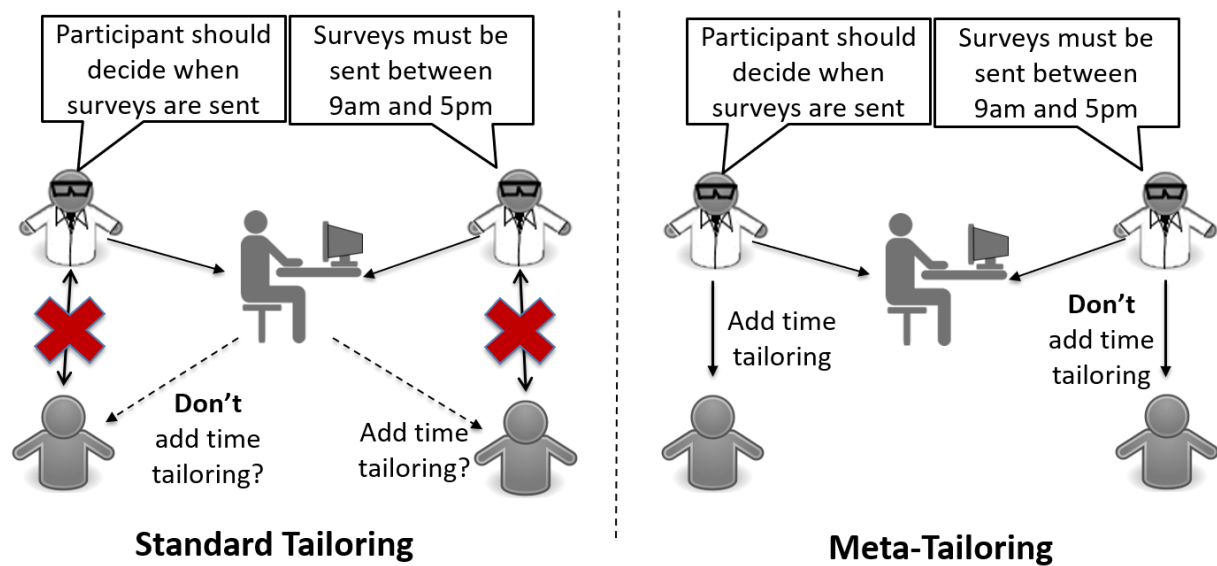 Participant should
decide when
surveys are sent
Surveys must be
sent between
9am and 5pm
Don’t
add time
tailoring?
Add time
tailoring?
Standard Tailoring
Participant should
decide when
surveys are sent
Surveys must be
sent between
9am and 5pm
Add time
tailoring
Don’t
add time
tailoring
Meta-Tailoring